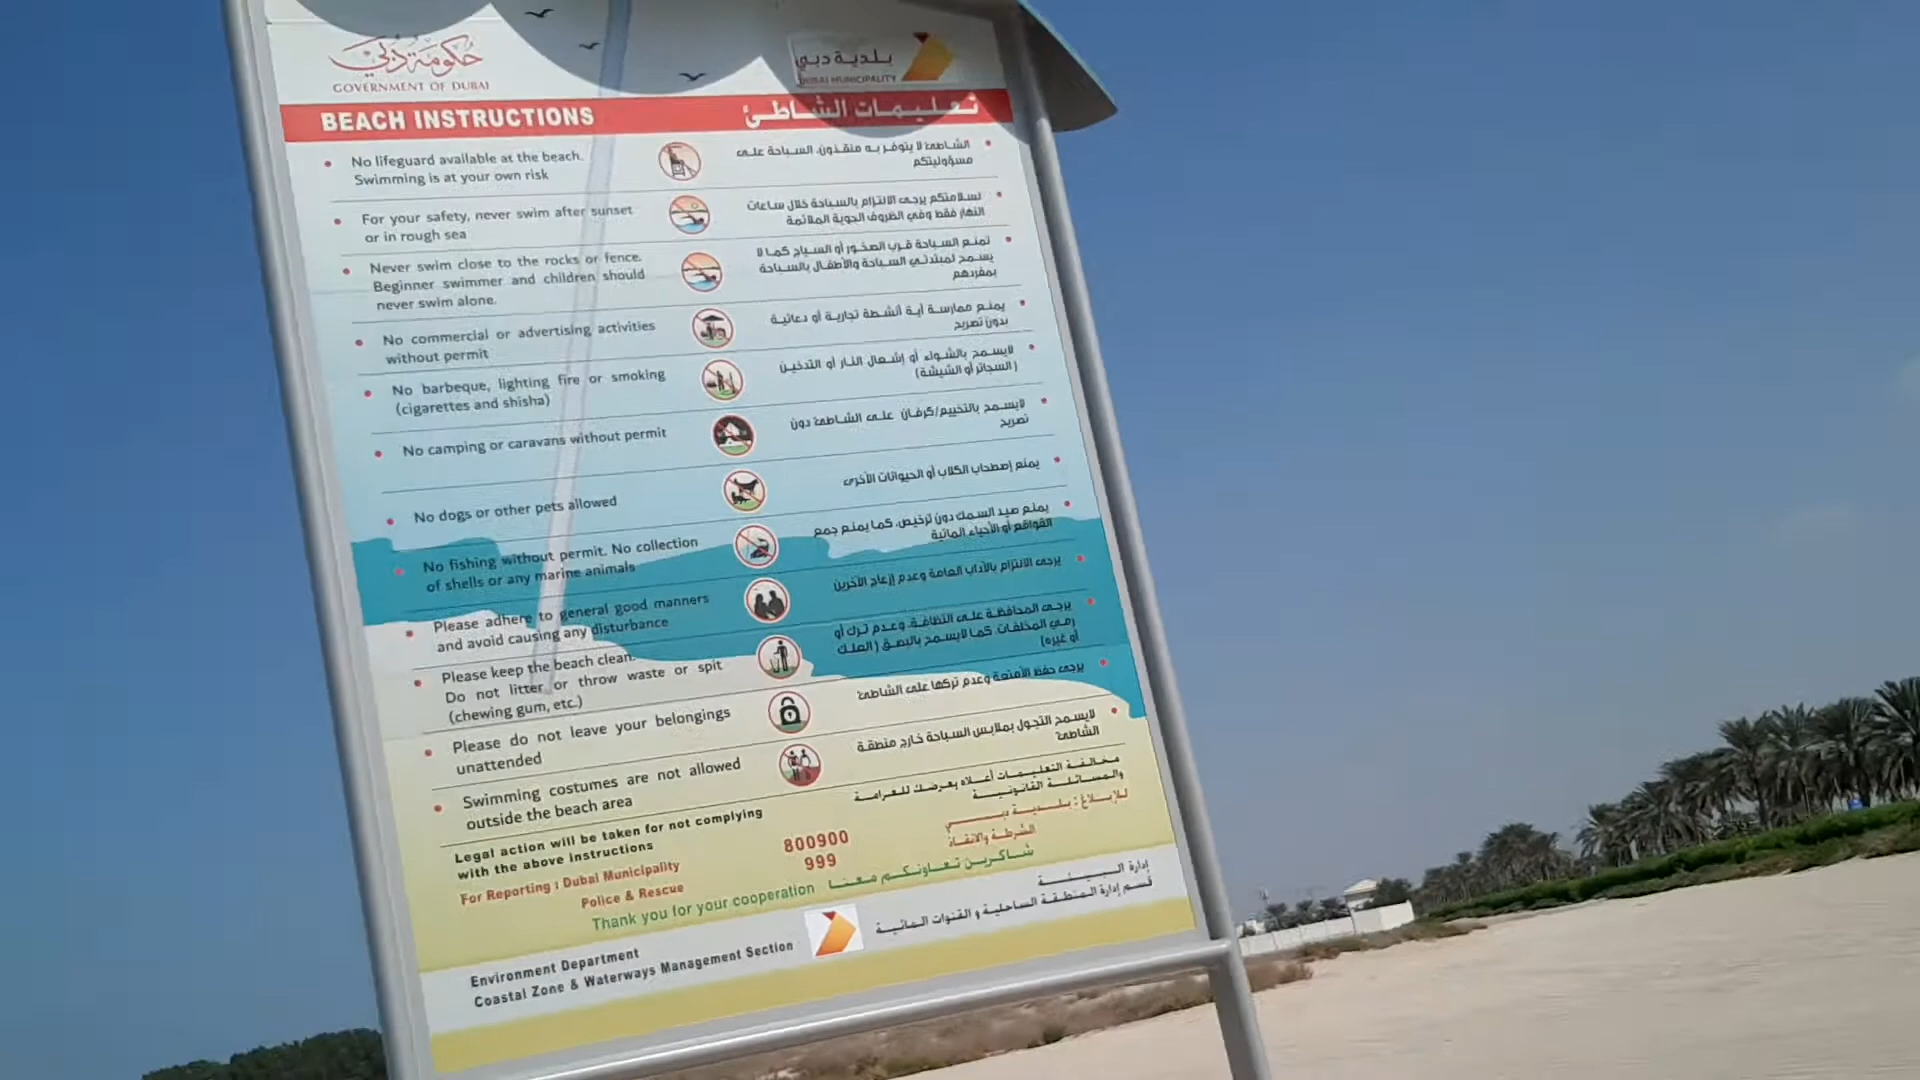 حكومة دبي
GOVERNMENT OF DUBAI
بلدية دبي
DUBAI MUNICIPALITY
BEACH INSTRUCTIONS
تعليمات الشاطئ
No lifeguard available at the beach.
Swimming is at your own risk
الشاطئ لا يتوفر به منقذون، السباحة على
مسؤوليتكم
For your safety, never swim after sunset
or in rough sea
لسلامتكم يرجى الالتزام بالسباحة خلال ساعات
النهار فقط وفي الظروف الجوية الملائمة
Never swim close to the rocks or fence.
Beginner swimmer and children should
never swim alone.
تمنع السباحة قرب الصخور أو السياج كما لا
يسمح لمبتدئي السباحة والأطفال بالسباحة
بمفردهم
No commercial or advertising activities
without permit
يمنع ممارسة أية أنشطة تجارية أو دعائية
بدون تصريح
No barbeque, lighting fire or smoking
(cigarettes and shisha)
لايسمح بالشواء أو إشعال النار أو التدخين
(السجائر أو الشيشة)
No camping or caravans without permit
لايسمح بالتخييم/كرفان على الشاطئ دون
تصريح
No dogs or other pets allowed
يمنع إصطحاب الكلاب أو الحيوانات الأخرى
No fishing without permit. No collection
of shells or any marine animals
يمنع صيد السمك دون ترخيص، كما يمنع جمع
القواقع أو الأحياء المائية
Please adhere to general good manners
and avoid causing any disturbance
يرجى الالتزام بالآداب العامة وعدم إزعاج الآخرين
Please keep the beach clean.
Do not litter or throw waste or spit
(chewing gum, etc.)
يرجى المحافظة على النظافة، وعدم ترك أو
رمي المخلفات، كما لايسمح بالبصق (العلك
أو غيره)
Please do not leave your belongings
unattended
يرجى حفظ الأمتعة وعدم تركها على الشاطئ
Swimming costumes are not allowed
outside the beach area
لايسمح التجول بملابس السباحة خارج منطقة
الشاطئ
Legal action will be taken for not complying
with the above instructions
مخالفة التعليمات أعلاه يعرضك للغرامة
والمسائلة القانونية
For Reporting : Dubai Municipality
800900
للإبلاغ : بلدية دبي
Police & Rescue
999
الشرطة والانقاذ
Thank you for your cooperation
شاكرين تعاونكم معنا
Environment Department
Coastal Zone & Waterways Management Section
إدارة البيئة
قسم إدارة المنطقة الساحلية و القنوات المائية